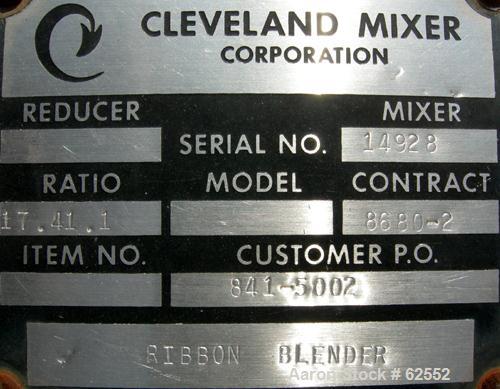 CLEVELAND MIXER
CORPORATION
REDUCER MIXER
SERIAL NO. 14928
RATIO MODEL CONTRACT
17.41.1 8680-2
ITEM NO. CUSTOMER P.O.
841-5002
RIBBON BLENDER
Aaron Stock # 62552